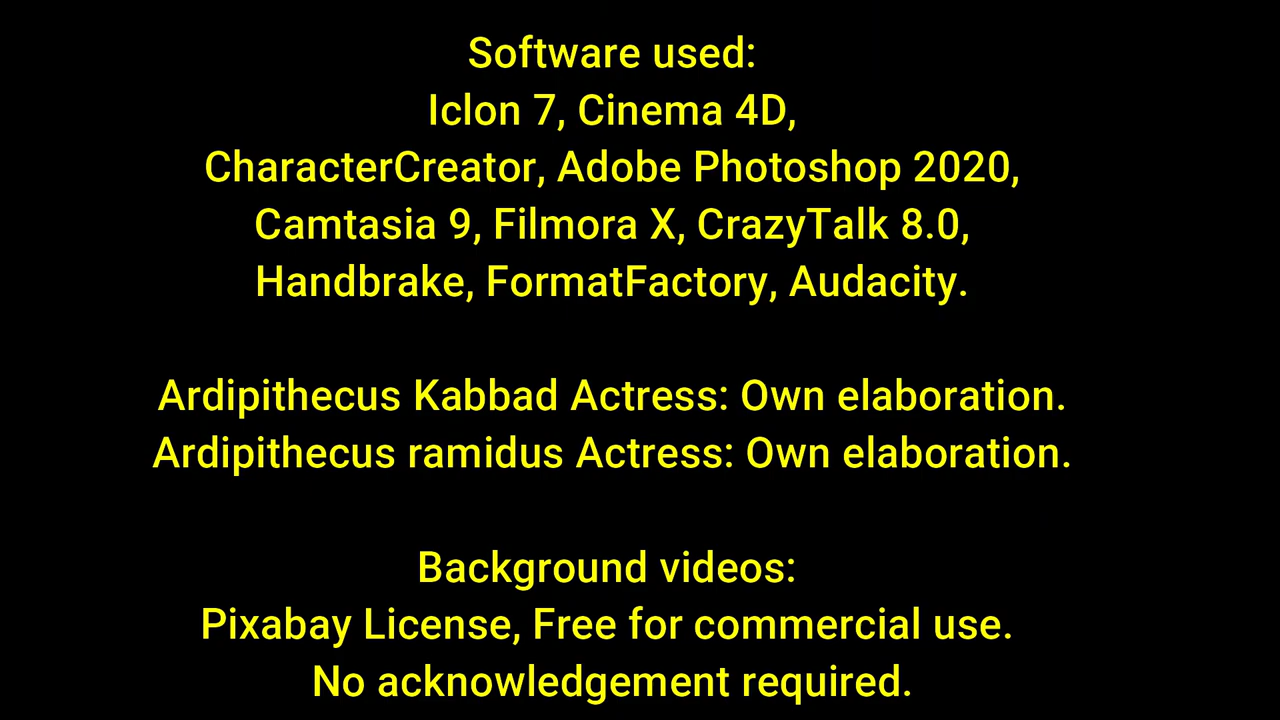 Software used:
Iclon 7, Cinema 4D,
CharacterCreator, Adobe Photoshop 2020,
Camtasia 9, Filmora X, CrazyTalk 8.0,
Handbrake, FormatFactory, Audacity.
Ardipithecus Kabbad Actress: Own elaboration.
Ardipithecus ramidus Actress: Own elaboration.
Background videos:
Pixabay License, Free for commercial use.
No acknowledgement required.